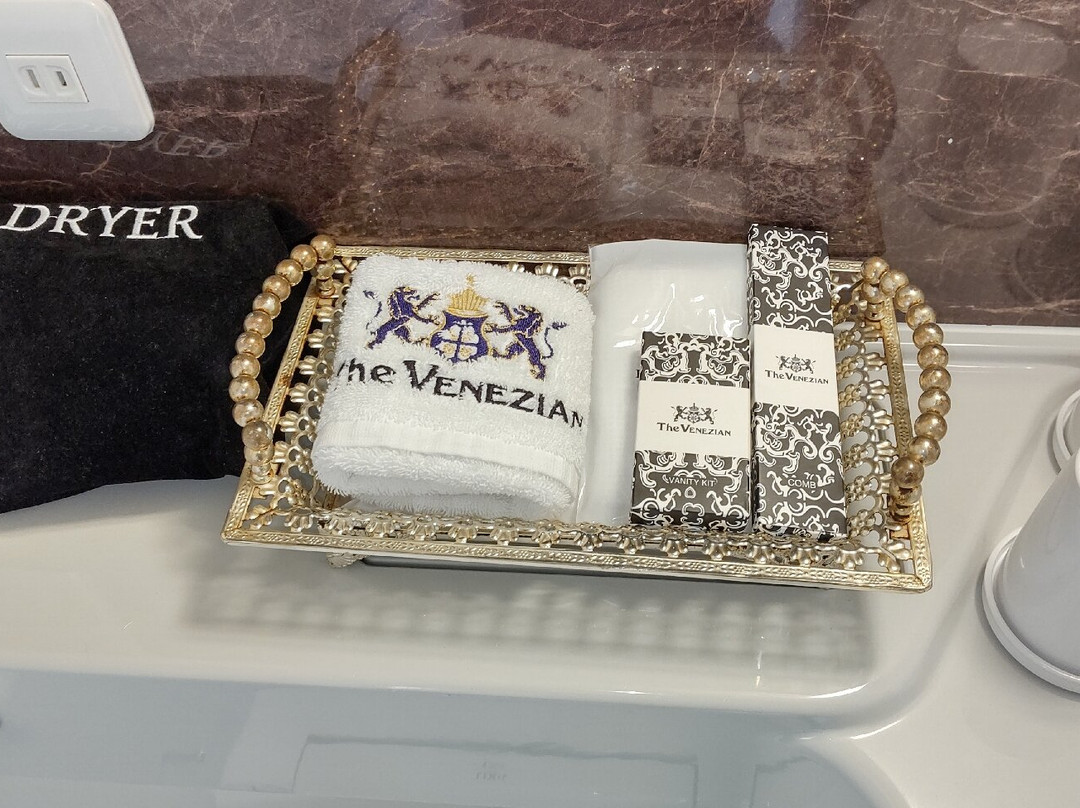 DRYER
The VENEZIAN
The VENEZIAN
VANITY KIT
The VENEZIAN
COMB